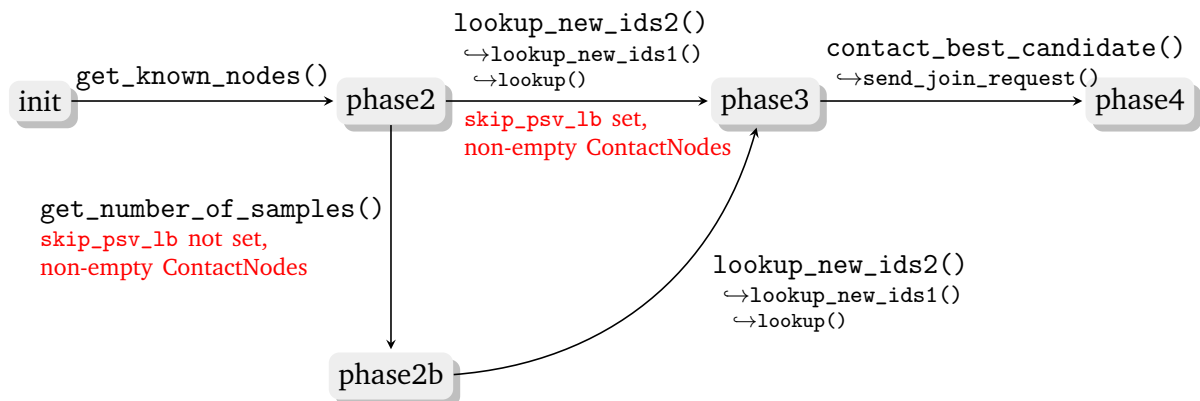 lookup_new_ids2()
↪lookup_new_ids1()
↪lookup()
contact_best_candidate()
↪send_join_request()
get_known_nodes()
init
phase2
phase3
phase4
skip_psv_lb set,
non-empty ContactNodes
get_number_of_samples()
skip_psv_lb not set,
non-empty ContactNodes
lookup_new_ids2()
↪lookup_new_ids1()
↪lookup()
phase2b